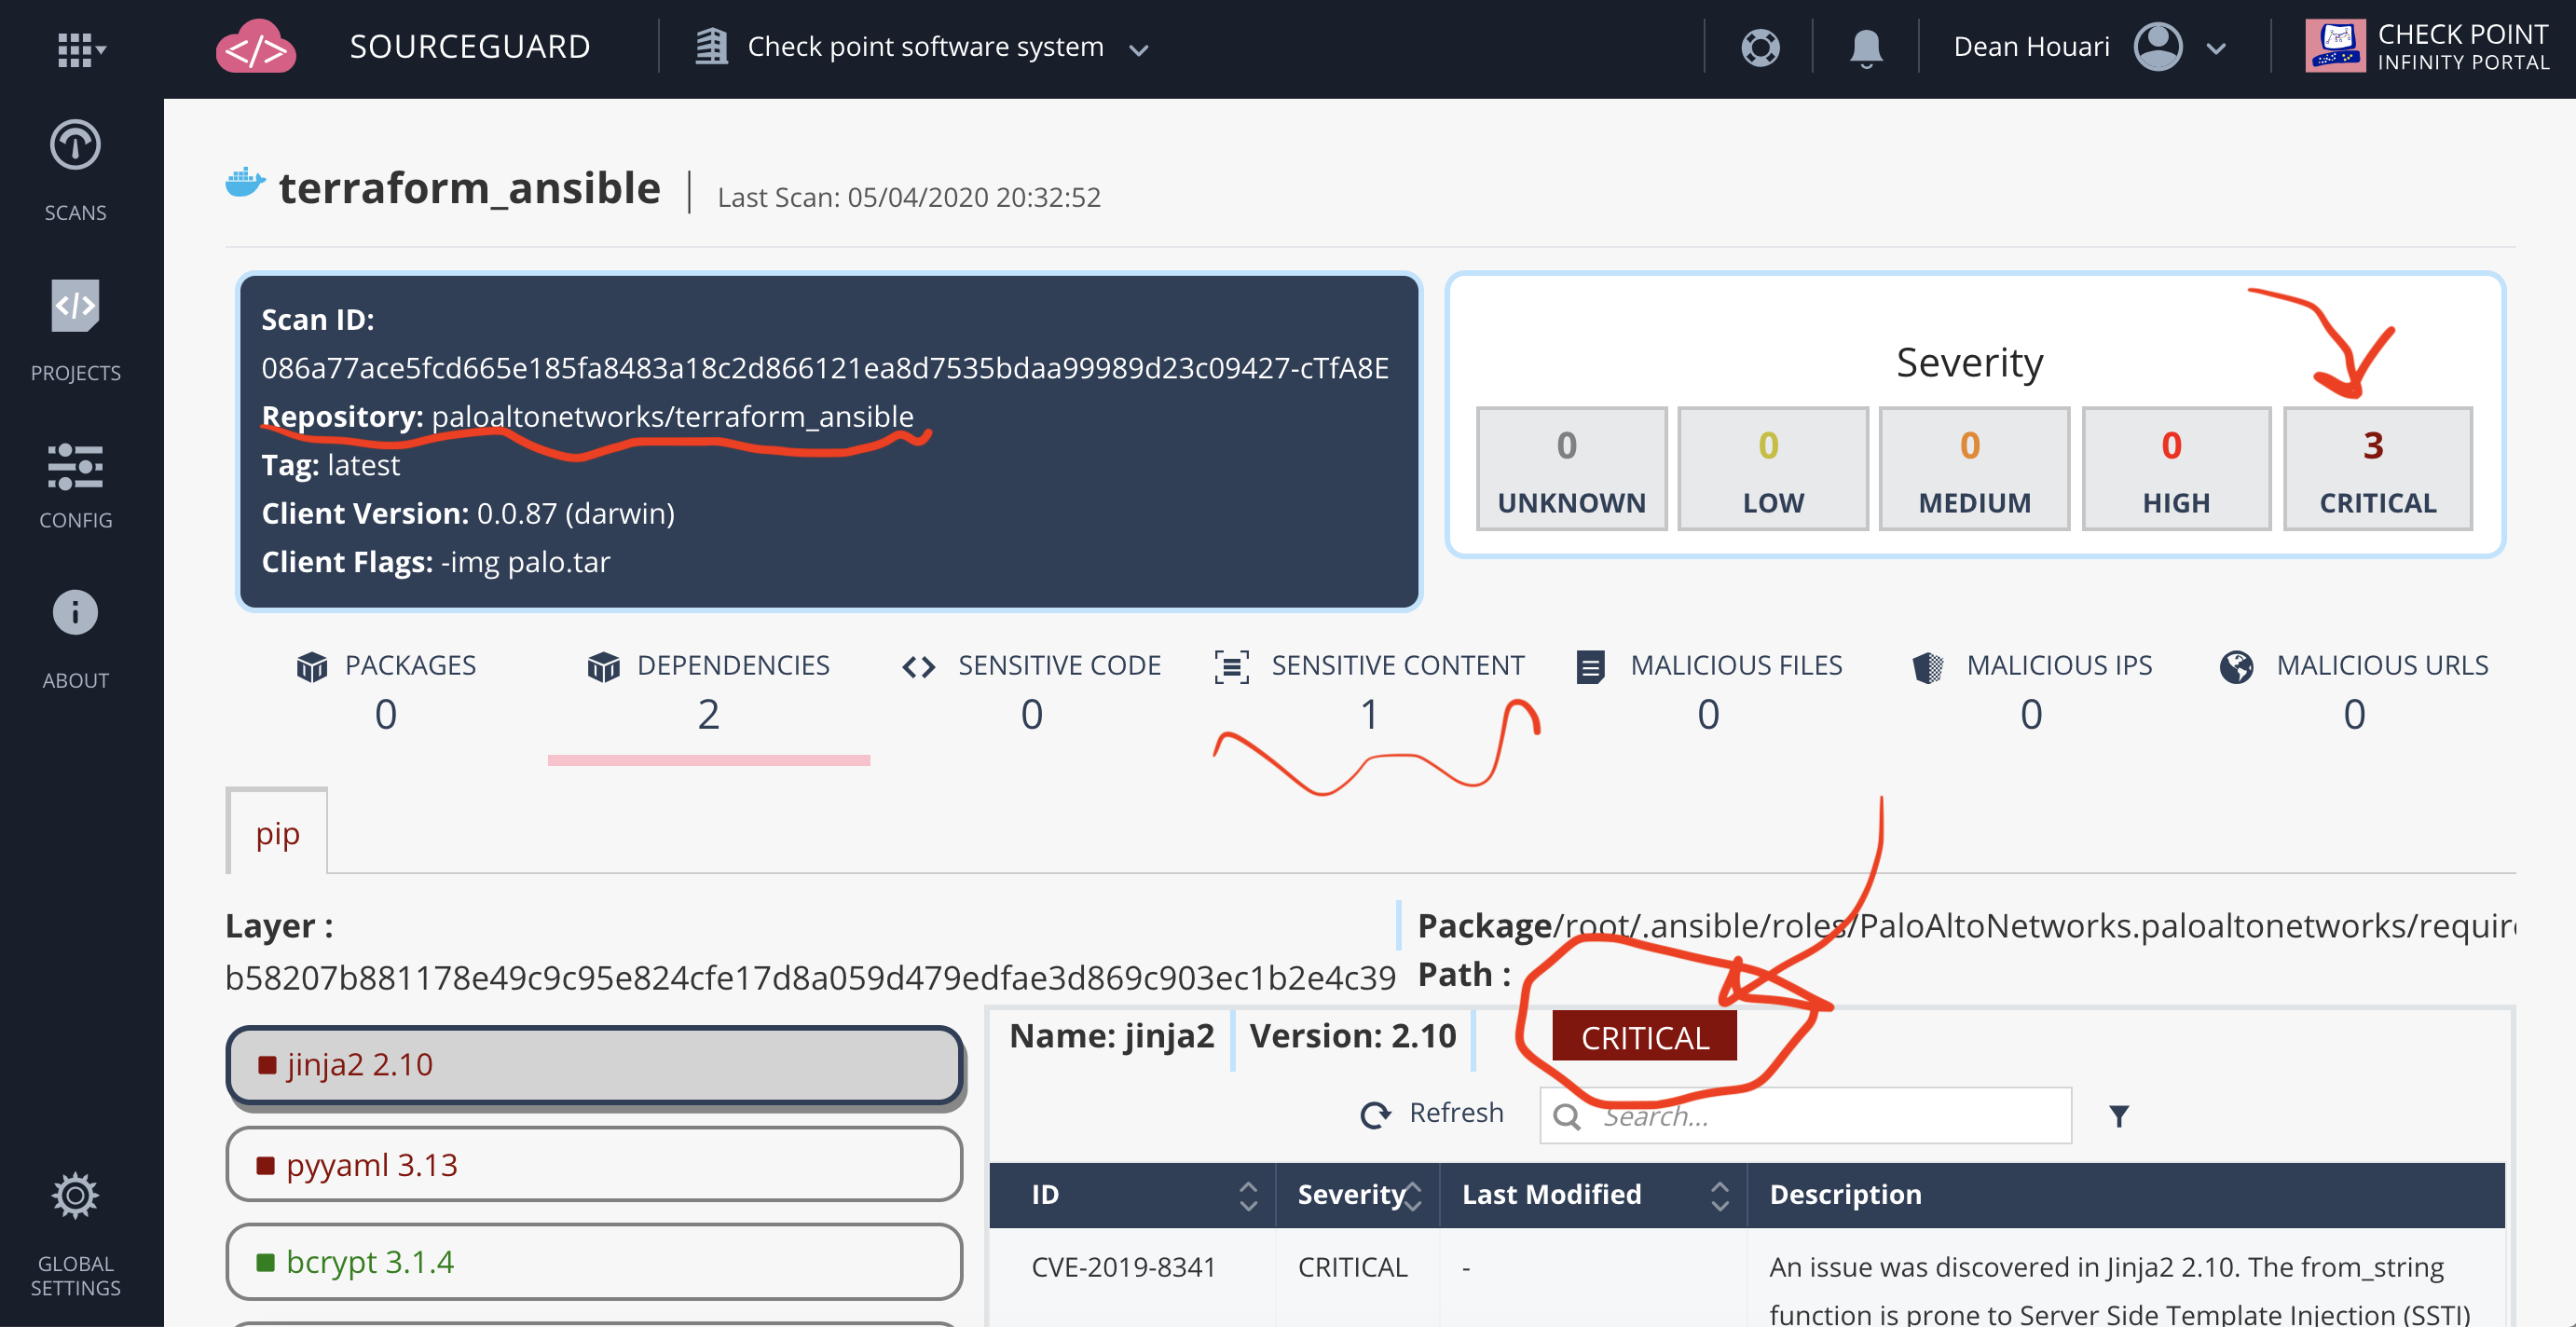 SOURCEGUARD
Check point software system
Dean Houari
CHECK POINT
INFINITY PORTAL
SCANS
PROJECTS
CONFIG
ABOUT
GLOBAL
SETTINGS
terraform_ansible
Last Scan: 05/04/2020 20:32:52
Scan ID:
086a77ace5fcd665e185fa8483a18c2d866121ea8d7535bdaa99989d23c09427-cTfA8E
Repository: paloaltonetworks/terraform_ansible
Tag: latest
Client Version: 0.0.87 (darwin)
Client Flags: -img palo.tar
Severity
0 UNKNOWN
0 LOW
0 MEDIUM
0 HIGH
3 CRITICAL
PACKAGES 0
DEPENDENCIES 2
SENSITIVE CODE 0
SENSITIVE CONTENT 1
MALICIOUS FILES 0
MALICIOUS IPS 0
MALICIOUS URLS 0
pip
Layer :
b58207b881178e49c9c95e824cfe17d8a059d479edfae3d869c903ec1b2e4c39
Package/root/.ansible/roles/PaloAltoNetworks.paloaltonetworks/require
Path :
jinja2 2.10
pyyaml 3.13
bcrypt 3.1.4
Name: jinja2 Version: 2.10 CRITICAL
Refresh Search...
ID Severity Last Modified Description
CVE-2019-8341 CRITICAL - An issue was discovered in Jinja2 2.10. The from_string
function is prone to Server Side Template Injection (SSTI)